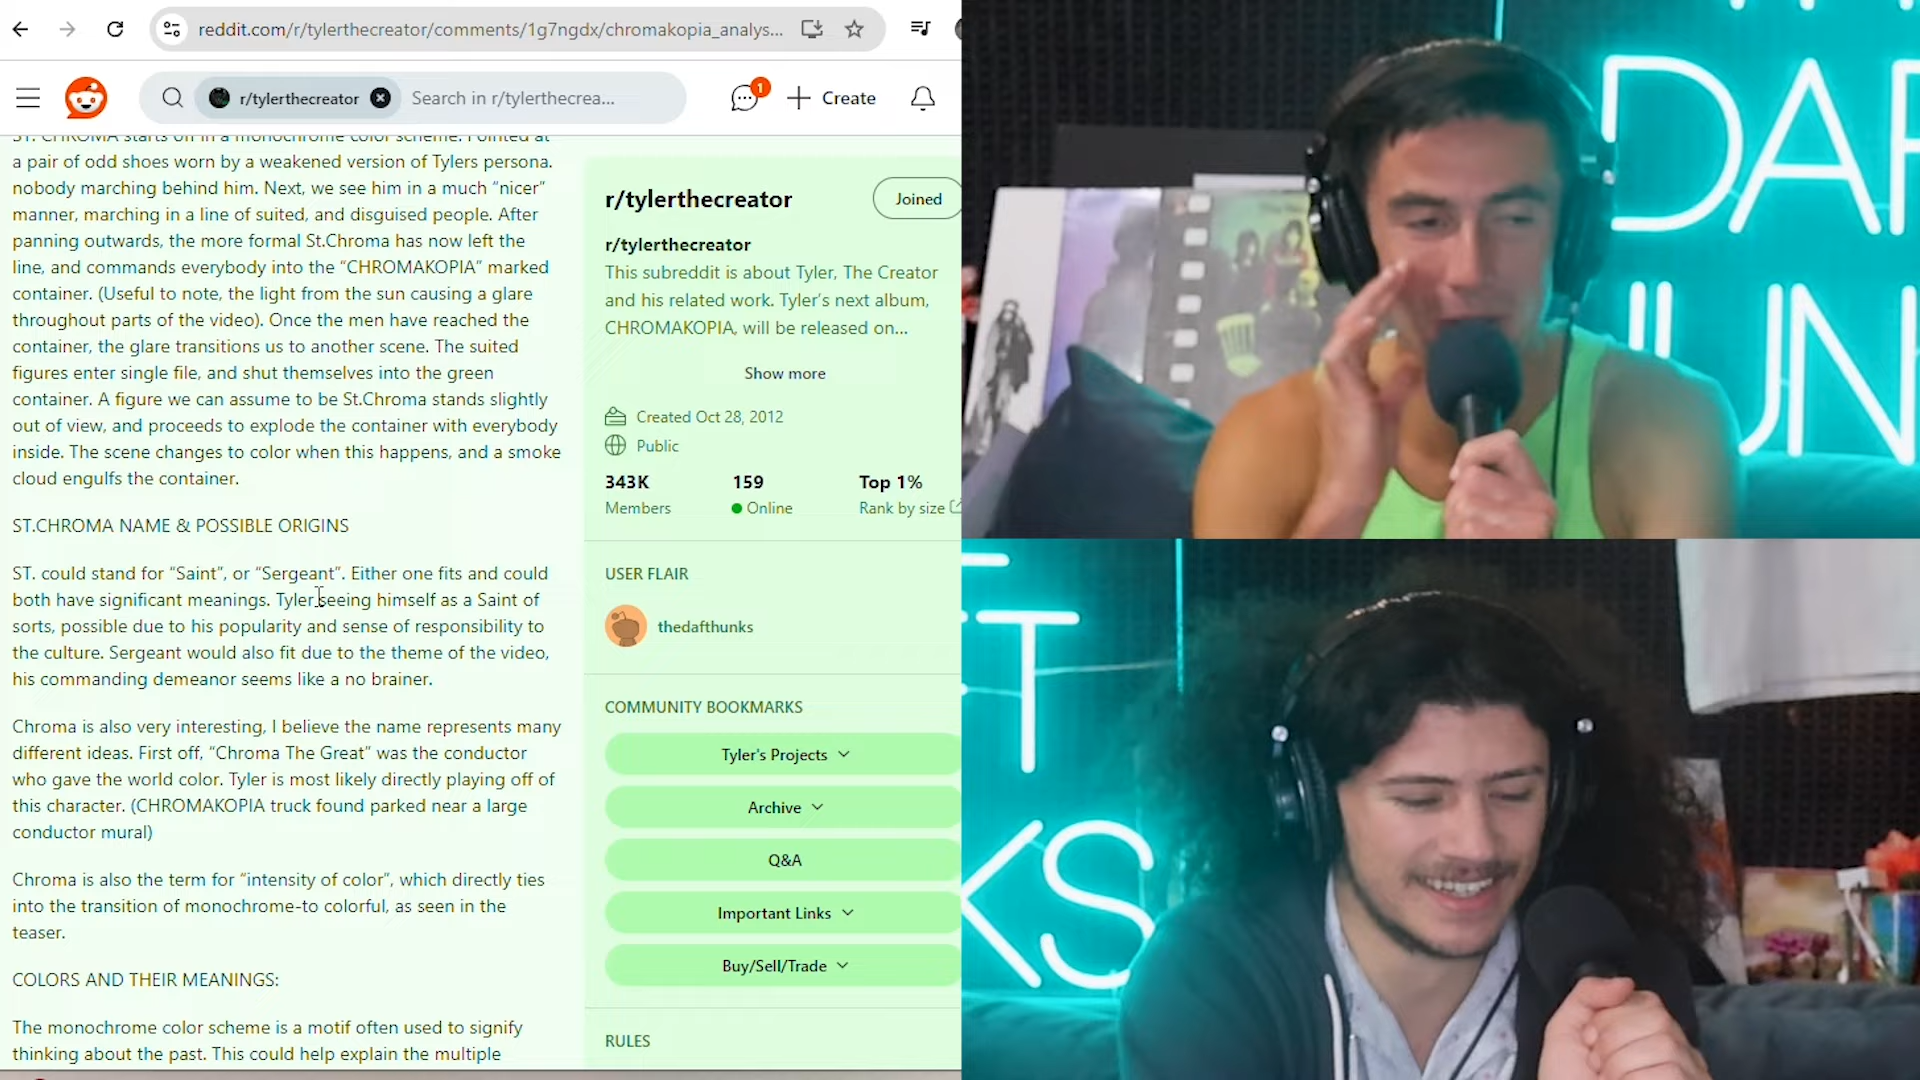 reddit.com/r/tylerthecreator/comments/1g7ngdx/chromakopia_analys...
r/tylerthecreator
Search in r/tylerthecrea...
1
Create
ST. CHROMA starts off in a monochrome color scheme. Pointed at
a pair of odd shoes worn by a weakened version of Tylers persona.
nobody marching behind him. Next, we see him in a much “nicer”
manner, marching in a line of suited, and disguised people. After
panning outwards, the more formal St.Chroma has now left the
line, and commands everybody into the “CHROMAKOPIA” marked
container. (Useful to note, the light from the sun causing a glare
throughout parts of the video). Once the men have reached the
container, the glare transitions us to another scene. The suited
figures enter single file, and shut themselves into the green
container. A figure we can assume to be St.Chroma stands slightly
out of view, and proceeds to explode the container with everybody
inside. The scene changes to color when this happens, and a smoke
cloud engulfs the container.
ST.CHROMA NAME & POSSIBLE ORIGINS
ST. could stand for “Saint”, or “Sergeant”. Either one fits and could
both have significant meanings. Tyler seeing himself as a Saint of
sorts, possible due to his popularity and sense of responsibility to
the culture. Sergeant would also fit due to the theme of the video,
his commanding demeanor seems like a no brainer.
Chroma is also very interesting, I believe the name represents many
different ideas. First off, “Chroma The Great” was the conductor
who gave the world color. Tyler is most likely directly playing off of
this character. (CHROMAKOPIA truck found parked near a large
conductor mural)
Chroma is also the term for “intensity of color”, which directly ties
into the transition of monochrome-to colorful, as seen in the
teaser.
COLORS AND THEIR MEANINGS:
The monochrome color scheme is a motif often used to signify
thinking about the past. This could help explain the multiple
r/tylerthecreator
Joined
r/tylerthecreator
This subreddit is about Tyler, The Creator
and his related work. Tyler’s next album,
CHROMAKOPIA, will be released on...
Show more
Created Oct 28, 2012
Public
343K
159
Top 1%
Members
Online
Rank by size
USER FLAIR
thedafthunks
COMMUNITY BOOKMARKS
Tyler's Projects
Archive
Q&A
Important Links
Buy/Sell/Trade
RULES
DAF
UN
T
KS